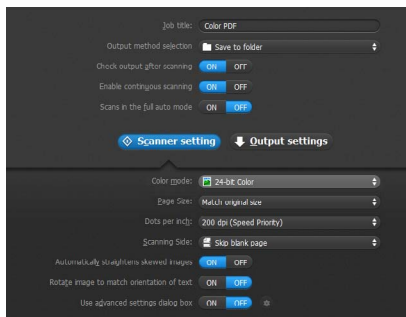 Job title: Color PDF
Output method selection Save to folder
Check output after scanning ON OFF
Enable continuous scanning ON OFF
Scans in the full auto mode ON OFF
Scanner setting Output settings
Color mode: 24-bit Color
Page Size: Match original size
Dots per inch: 200 dpi (Speed Priority)
Scanning Side: Skip blank page
Automatically straightens skewed images ON OFF
Rotate image to match orientation of text ON OFF
Use advanced settings dialog box ON OFF